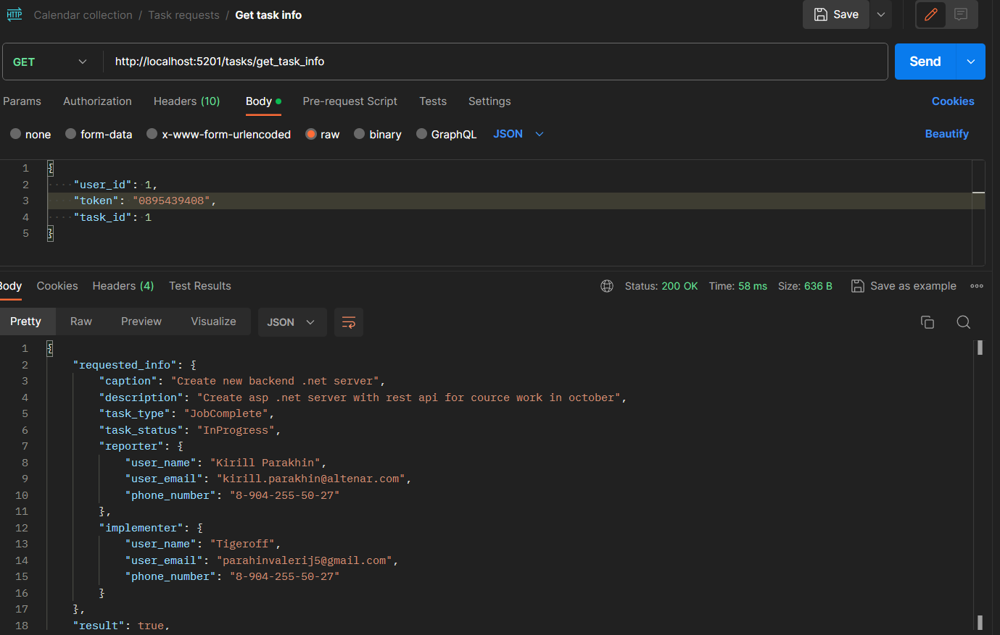 HTTP Calendar collection / Task requests / Get task info Save
GET http://localhost:5201/tasks/get_task_info Send
Params Authorization Headers (10) Body Pre-request Script Tests Settings Cookies
none form-data x-www-form-urlencoded raw binary GraphQL JSON Beautify
1 {
2 "user_id": 1,
3 "token": "0895439408",
4 "task_id": 1
5 }
Body Cookies Headers (4) Test Results Status: 200 OK Time: 58 ms Size: 636 B Save as example
Pretty Raw Preview Visualize JSON
1 {
2 "requested_info": {
3 "caption": "Create new backend .net server",
4 "description": "Create asp .net server with rest api for cource work in october",
5 "task_type": "JobComplete",
6 "task_status": "InProgress",
7 "reporter": {
8 "user_name": "Kirill Parakhin",
9 "user_email": "kirill.parakhin@altenar.com",
10 "phone_number": "8-904-255-50-27"
11 },
12 "implementer": {
13 "user_name": "Tigeroff",
14 "user_email": "parahinvalerij5@gmail.com",
15 "phone_number": "8-904-255-50-27"
16 }
17 },
18 "result": true,